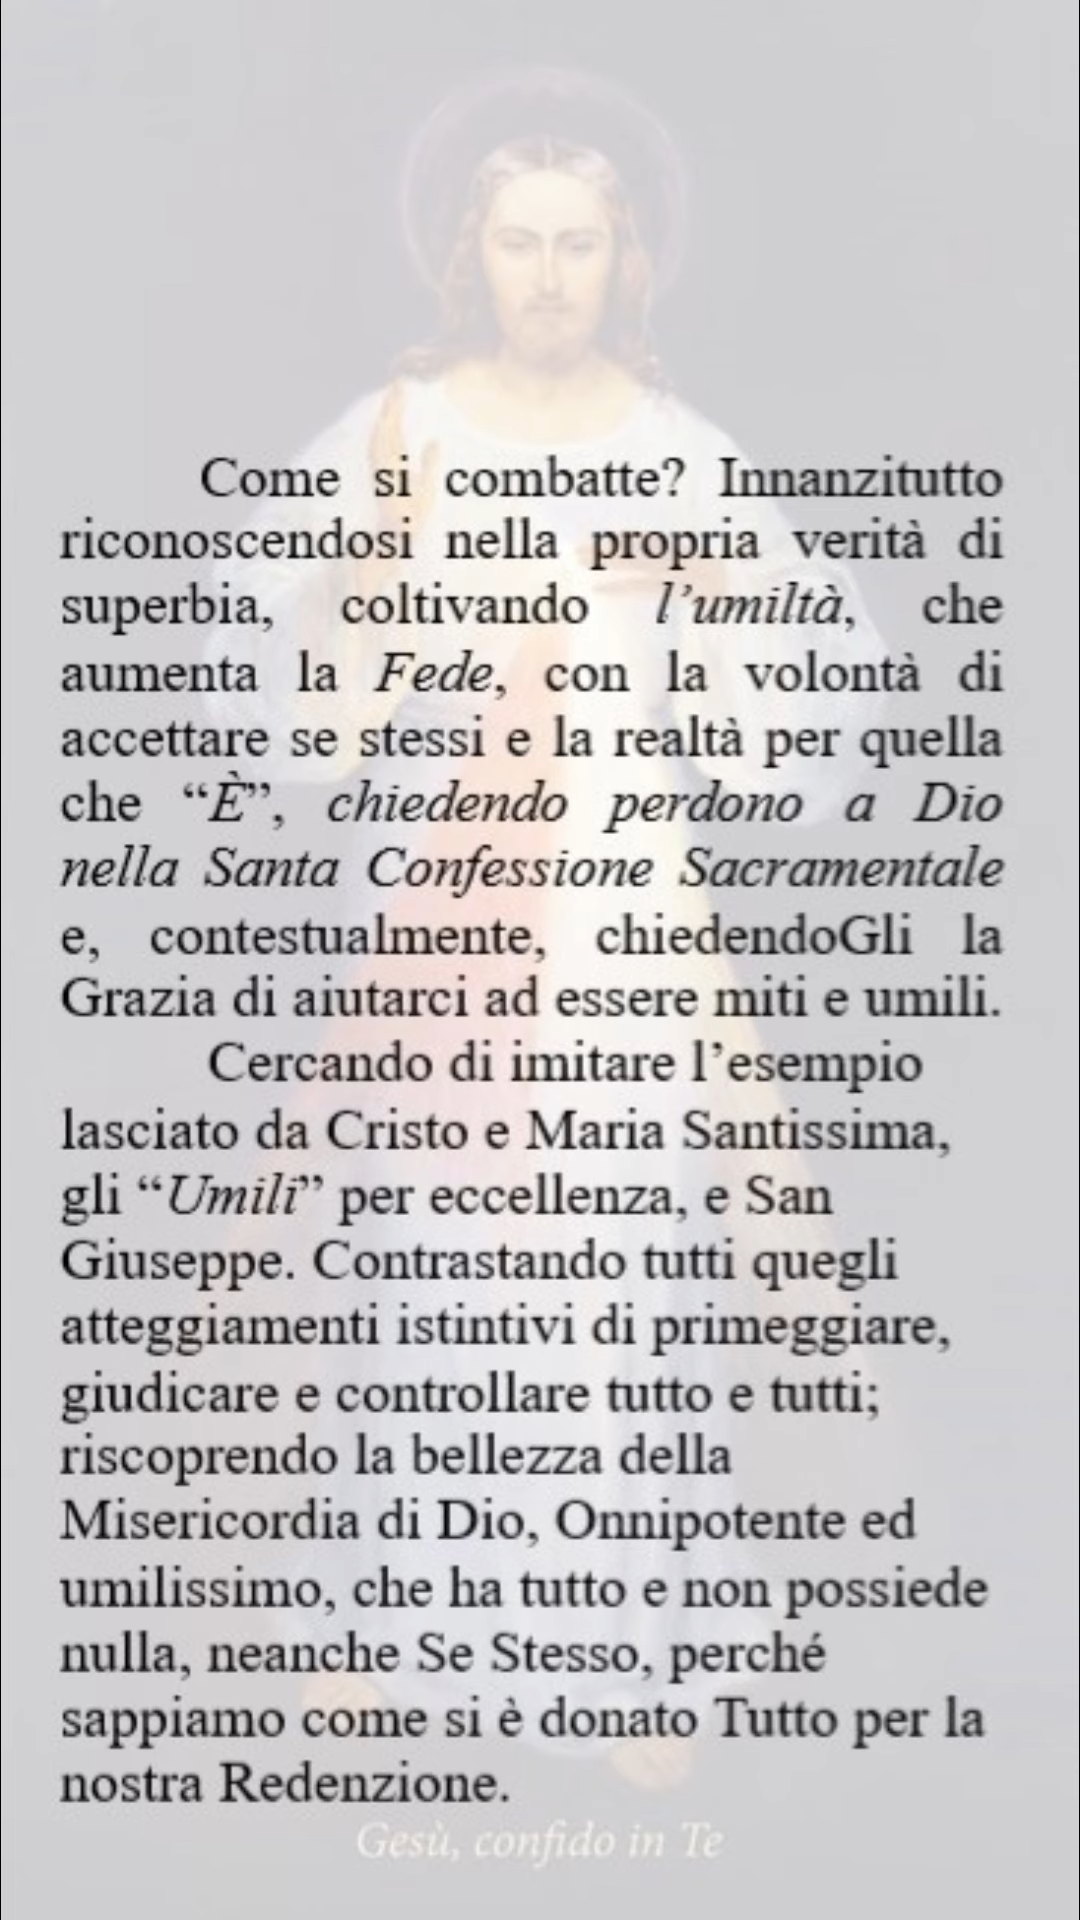 Come si combatte? Innanzitutto
riconoscendosi nella propria verità di
superbia, coltivando l’umiltà, che
aumenta la Fede, con la volontà di
accettare se stessi e la realtà per quella
che “È”, chiedendo perdono a Dio
nella Santa Confessione Sacramentale
e, contestualmente, chiedendoGli la
Grazia di aiutarci ad essere miti e umili.
Cercando di imitare l’esempio
lasciato da Cristo e Maria Santissima,
gli “Umili” per eccellenza, e San
Giuseppe. Contrastando tutti quegli
atteggiamenti istintivi di primeggiare,
giudicare e controllare tutto e tutti;
riscoprendo la bellezza della
Misericordia di Dio, Onnipotente ed
umilissimo, che ha tutto e non possiede
nulla, neanche Se Stesso, perché
sappiamo come si è donato Tutto per la
nostra Redenzione.
Gesù, confido in Te